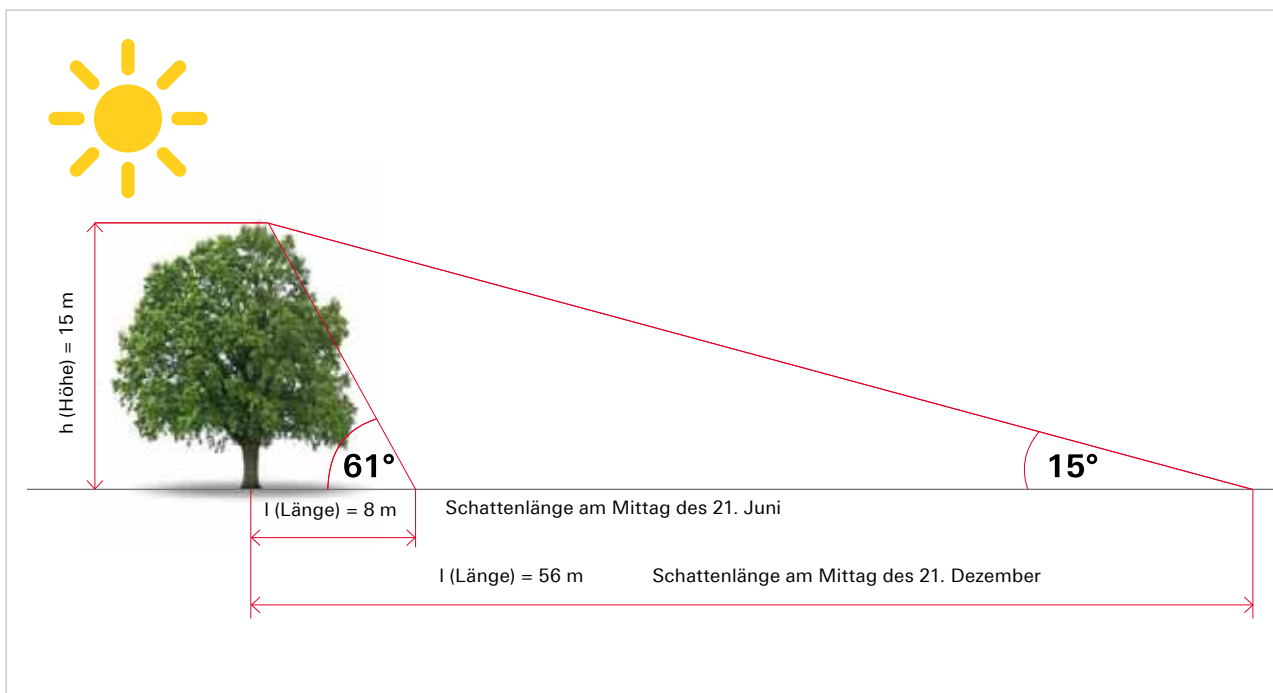 h (Höhe) = 15 m
61°
15°
l (Länge) = 8 m
Schattenlänge am Mittag des 21. Juni
l (Länge) = 56 m
Schattenlänge am Mittag des 21. Dezember